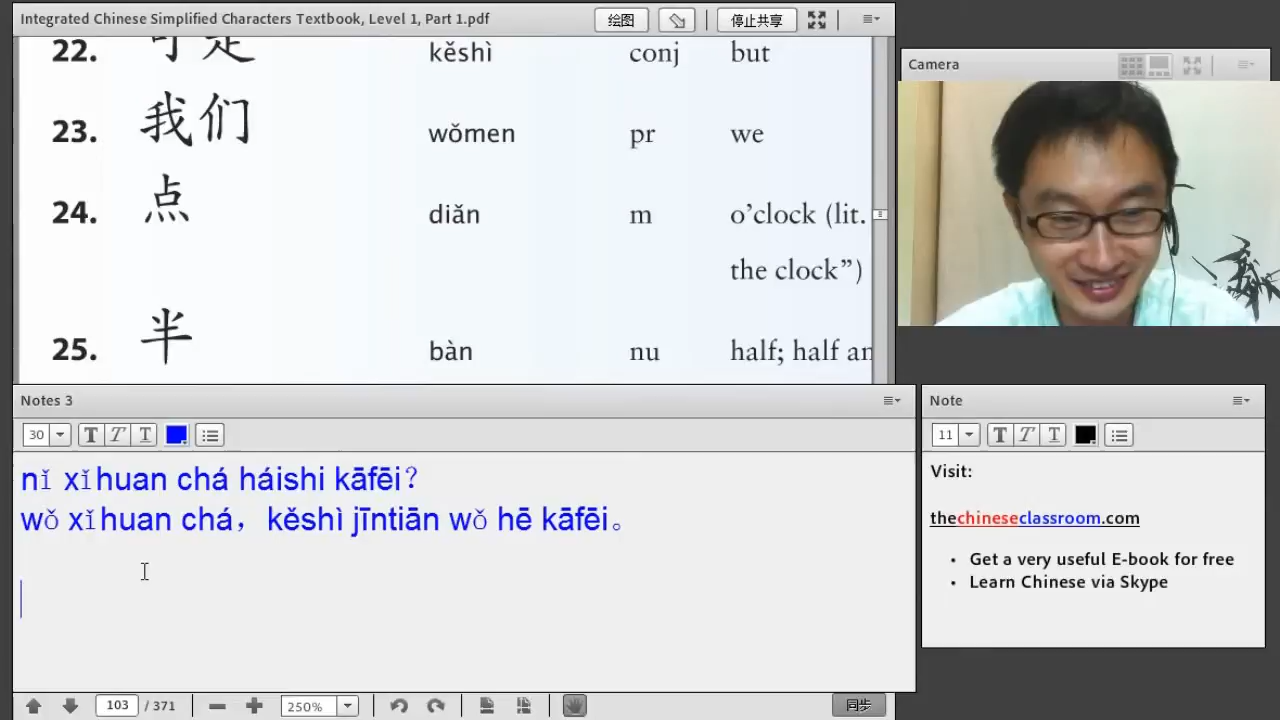 Integrated Chinese Simplified Characters Textbook, Level 1, Part 1.pdf
绘图
停止共享
22. 可是 kěshì conj but
23. 我们 wǒmen pr we
24. 点 diǎn m o'clock (lit.
the clock”)
25. 半 bàn nu half; half an
Camera
Notes 3
30 T T T
nǐ xǐhuan chá háishi kāfēi？
wǒ xǐhuan chá，kěshì jīntiān wǒ hē kāfēi。
103 / 371 250% 同步
Note
11 T T T
Visit:
thechineseclassroom.com
• Get a very useful E-book for free
• Learn Chinese via Skype